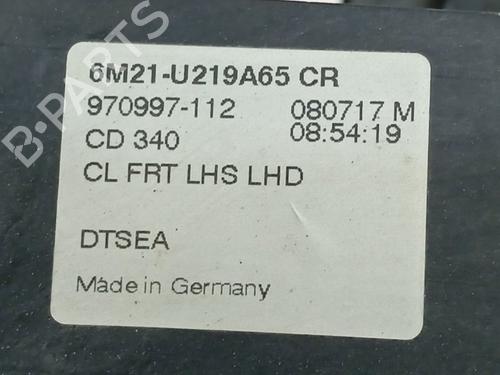 6M21-U219A65 CR
970997-112 080717 M
CD 340 08:54:19
CL FRT LHS LHD
DTSEA
Made in Germany
B-PARTS